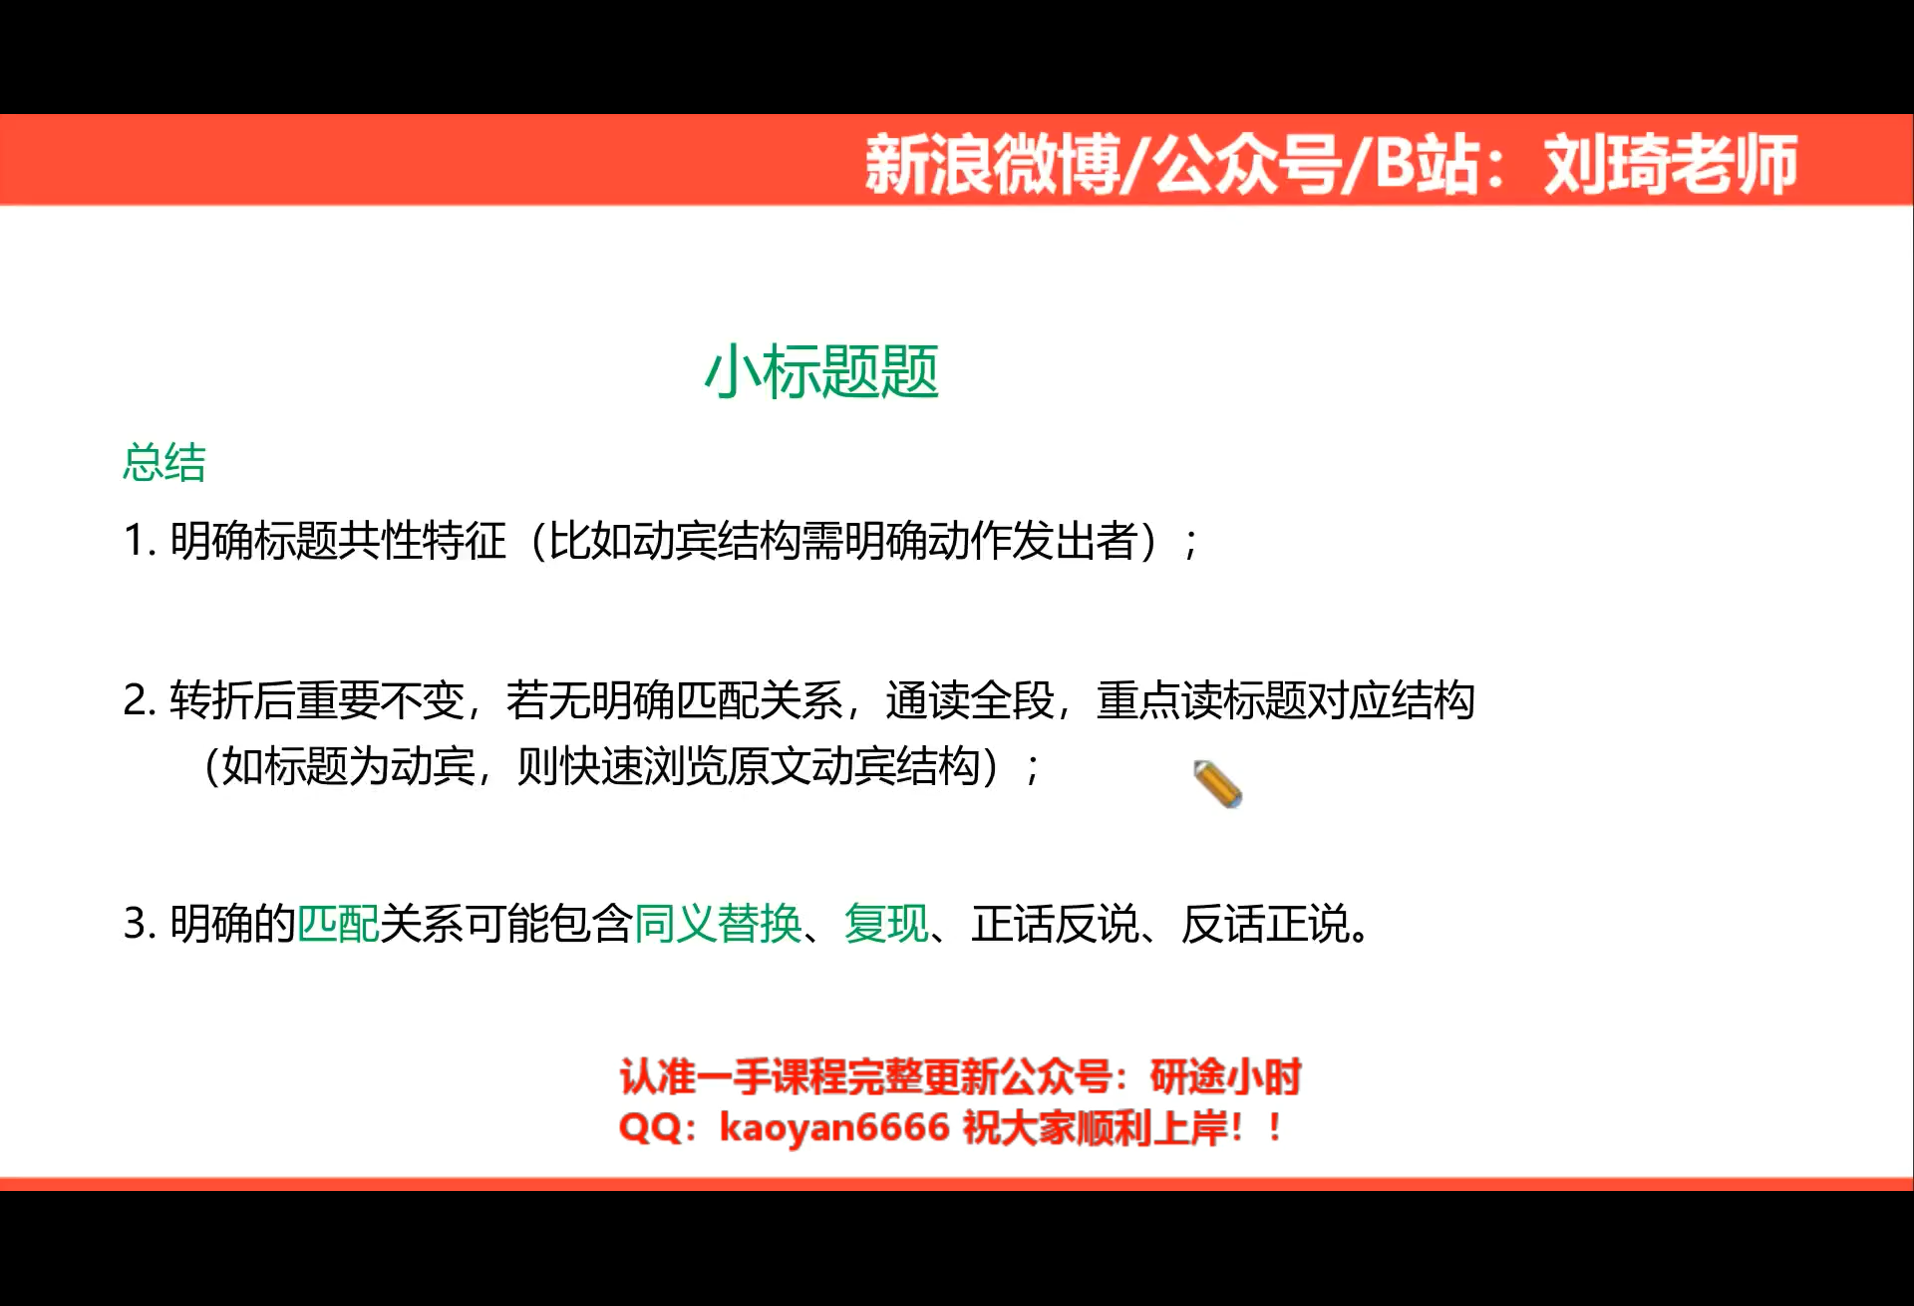 新浪微博/公众号/B站：刘琦老师
小标题题
总结
1. 明确标题共性特征（比如动宾结构需明确动作发出者）；
2. 转折后重要不变，若无明确匹配关系，通读全段，重点读标题对应结构
（如标题为动宾，则快速浏览原文动宾结构）；
3. 明确的匹配关系可能包含同义替换、复现、正话反说、反话正说。
认准一手课程完整更新公众号：研途小时
QQ：kaoyan6666 祝大家顺利上岸！！